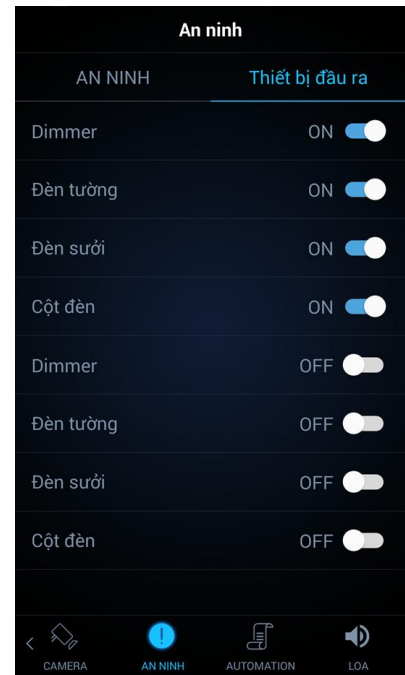 An ninh
AN NINH Thiết bị đầu ra
Dimmer ON
Đèn tường ON
Đèn sưởi ON
Cột đèn ON
Dimmer OFF
Đèn tường OFF
Đèn sưởi OFF
Cột đèn OFF
CAMERA AN NINH AUTOMATION LOA